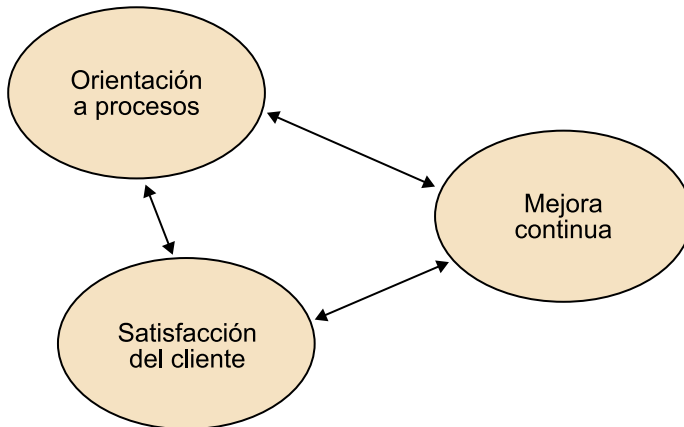 Orientación
a procesos
Mejora
continua
Satisfacción
del cliente